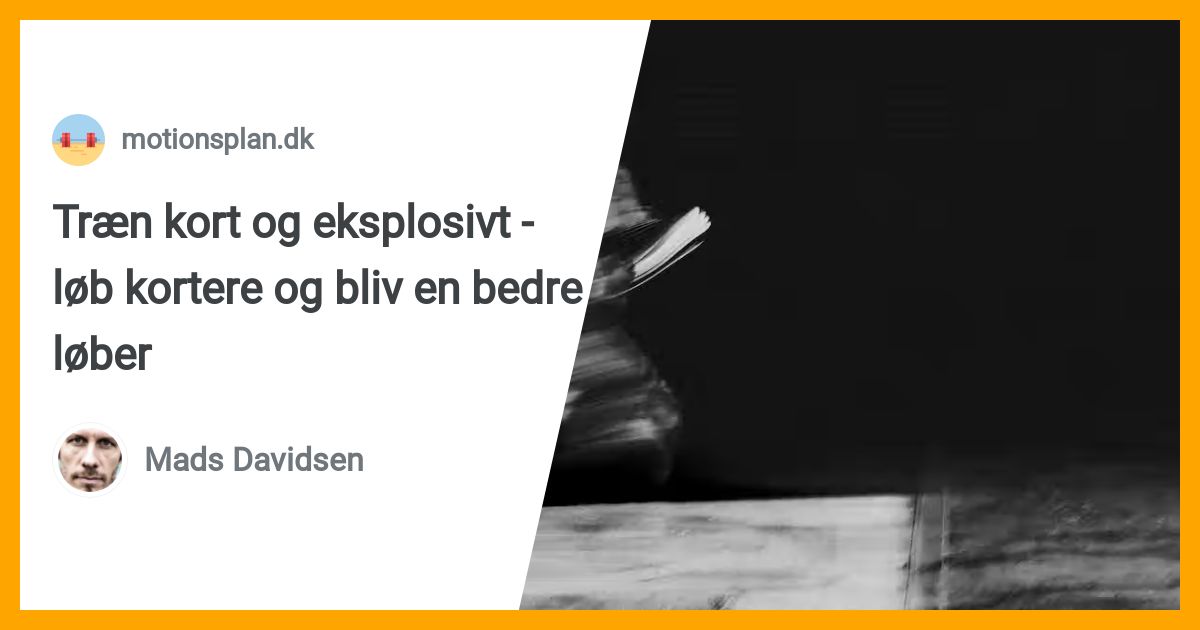 motionsplan.dk
Træn kort og eksplosivt -
løb kortere og bliv en bedre
løber
Mads Davidsen